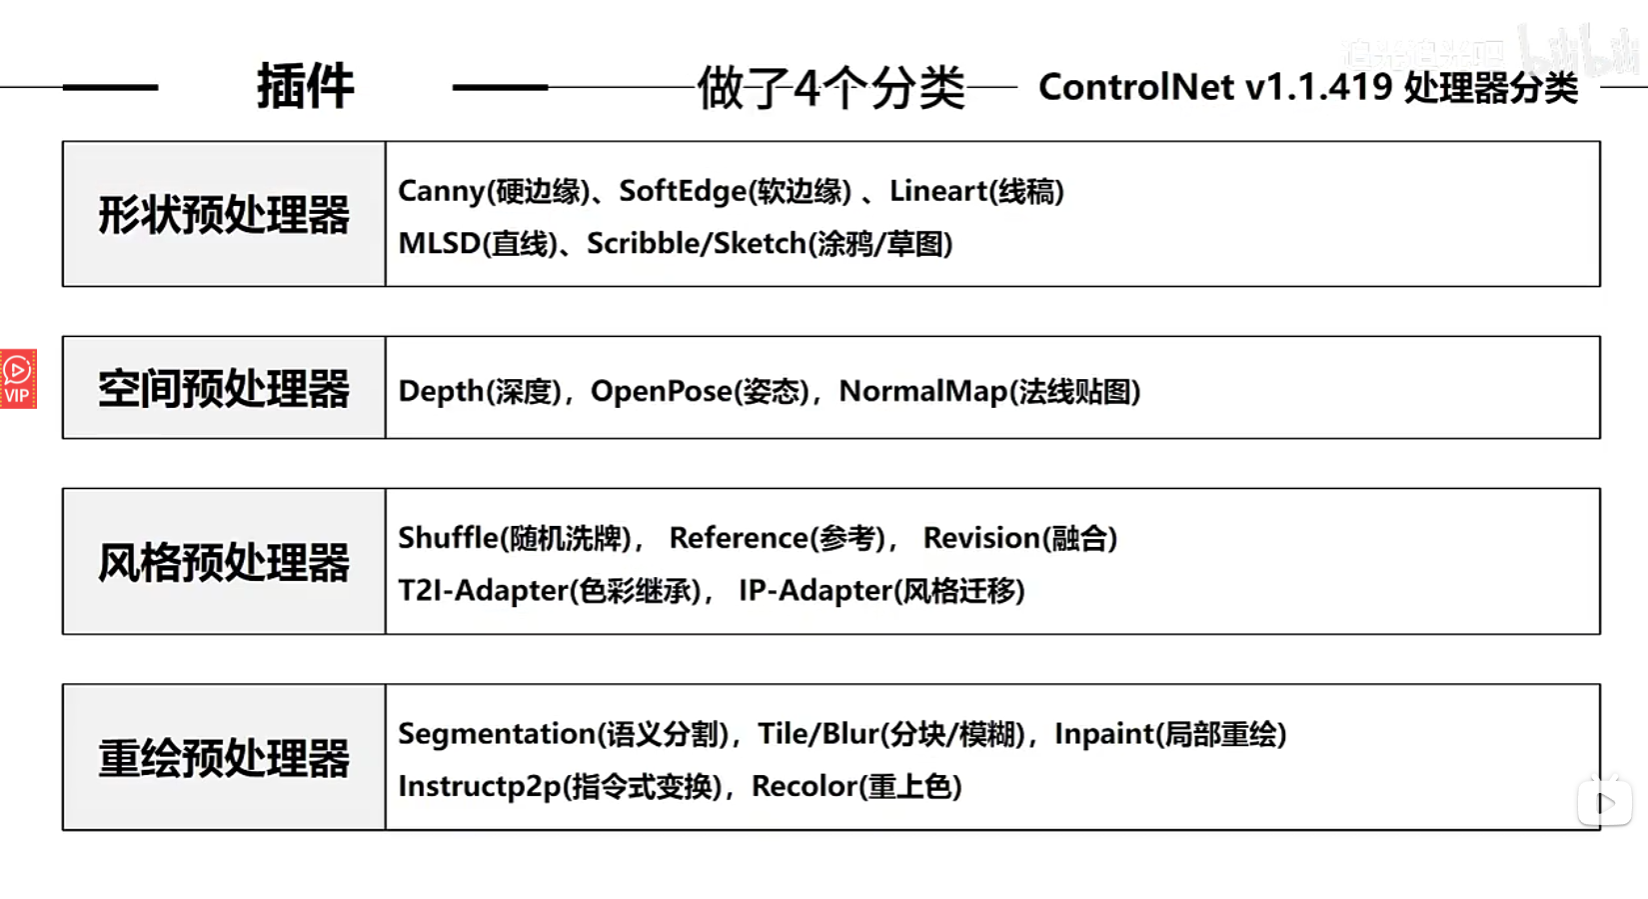 插件
做了4个分类
ControlNet v1.1.419 处理器分类
bilibili
形状预处理器
Canny(硬边缘)、SoftEdge(软边缘) 、Lineart(线稿)
MLSD(直线)、Scribble/Sketch(涂鸦/草图)
空间预处理器
Depth(深度)，OpenPose(姿态)，NormalMap(法线贴图)
VIP
风格预处理器
Shuffle(随机洗牌)， Reference(参考)， Revision(融合)
T2I-Adapter(色彩继承)， IP-Adapter(风格迁移)
重绘预处理器
Segmentation(语义分割)，Tile/Blur(分块/模糊)，Inpaint(局部重绘)
Instructp2p(指令式变换)，Recolor(重上色)